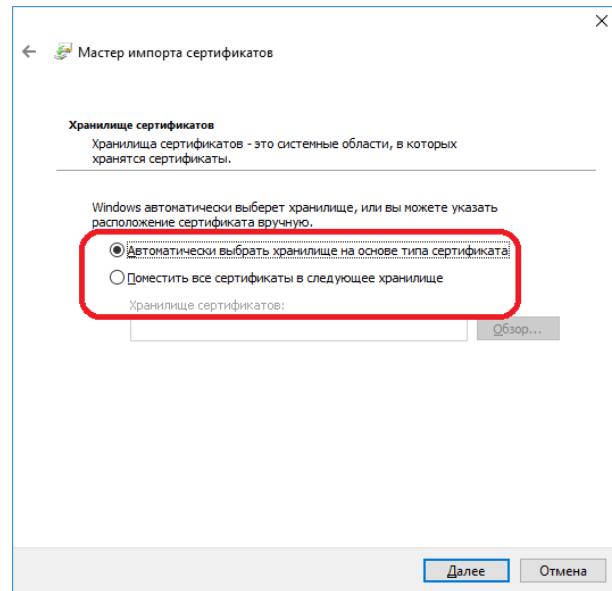 Мастер импорта сертификатов
Хранилище сертификатов
Хранилища сертификатов - это системные области, в которых
хранятся сертификаты.
Windows автоматически выберет хранилище, или вы можете указать
расположение сертификата вручную.
Автоматически выбрать хранилище на основе типа сертификата
Поместить все сертификаты в следующее хранилище
Хранилище сертификатов:
Обзор...
Далее
Отмена